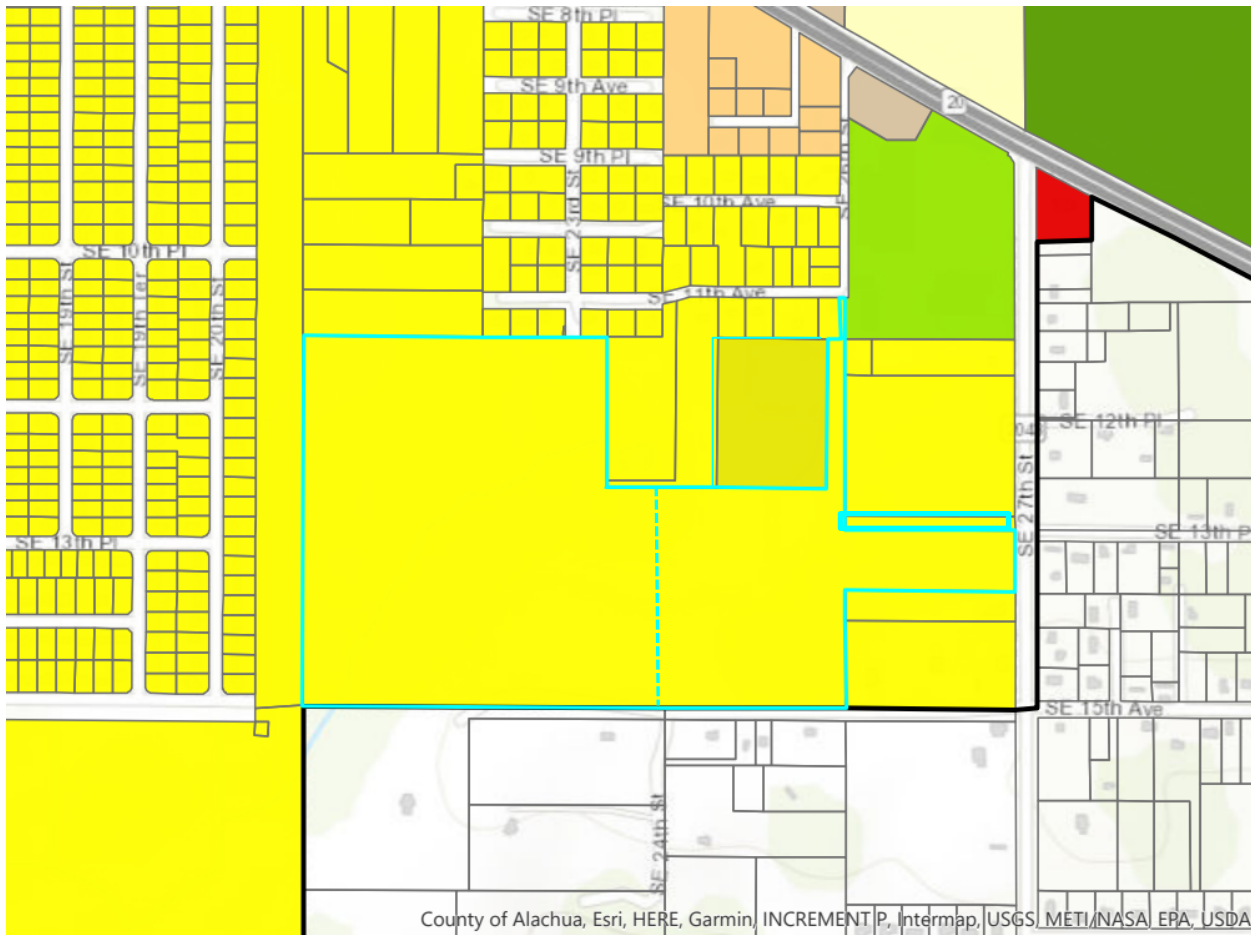 SE 8th Pl
SE 9th Ave
20
SE 9th Pl
SE 26th St
SE 10th Ave
SE 23rd St
SE 10th Pl
SE 11th Ave
SE 19th St
SE 19th Ter
SE 20th St
SE 12th Pl
SE 27th St
SE 13th Pl
SE 13th P
SE 15th Ave
SE 24th St
County of Alachua, Esri, HERE, Garmin, INCREMENT P, Intermap, USGS, METI/NASA, EPA, USDA